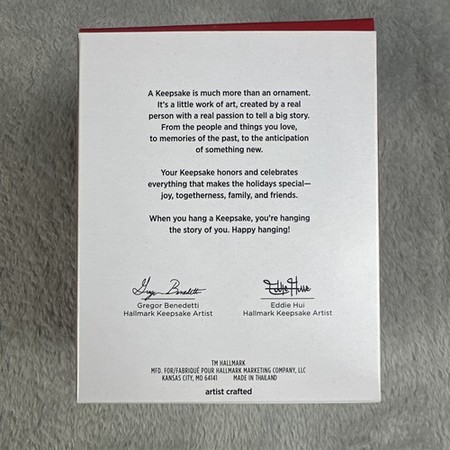 A Keepsake is much more than an ornament.
It's a little work of art, created by a real
person with a real passion to tell a big story.
From the people and things you love,
to memories of the past, to the anticipation
of something new.
Your Keepsake honors and celebrates
everything that makes the holidays special—
joy, togetherness, family, and friends.
When you hang a Keepsake, you're hanging
the story of you. Happy hanging!
Gregor Benedetti
Hallmark Keepsake Artist
Eddie Hui
Hallmark Keepsake Artist
TM HALLMARK
MFD. FOR/FABRIQUÉ POUR HALLMARK MARKETING COMPANY, LLC
KANSAS CITY, MO 64141 MADE IN THAILAND
artist crafted